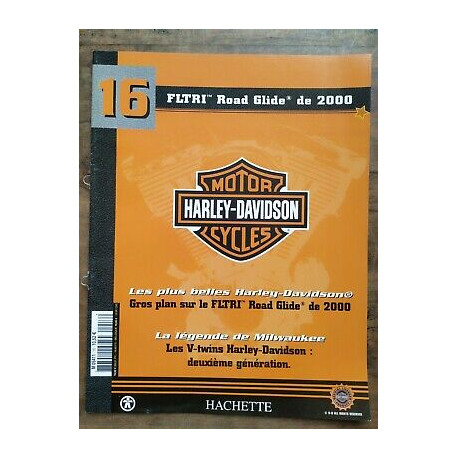 16
FLTRI™ Road Glide® de 2000
MOTOR
HARLEY-DAVIDSON
CYCLES
Les plus belles Harley-Davidson®
Gros plan sur le FLTRI™ Road Glide® de 2000
La légende de Milwaukee
Les V-twins Harley-Davidson :
deuxième génération.
HACHETTE